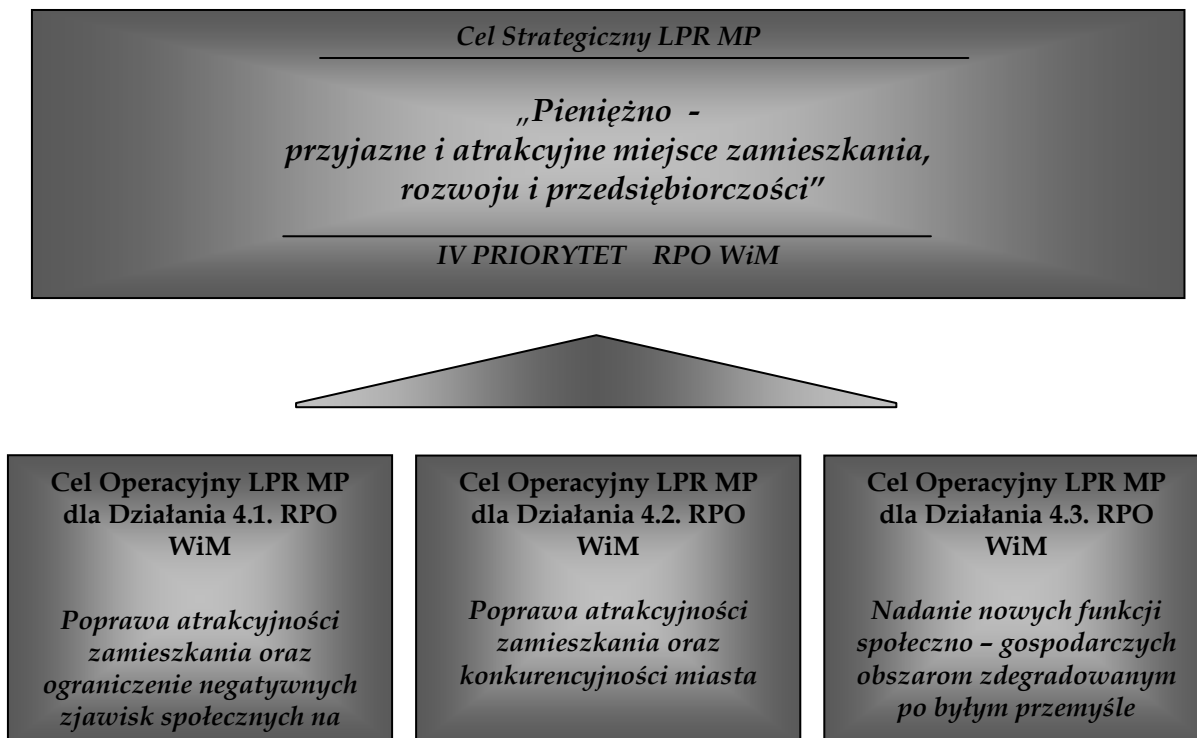 Cel Strategiczny LPR MP
„Pieniężno -
przyjazne i atrakcyjne miejsce zamieszkania,
rozwoju i przedsiębiorczości”
IV PRIORYTET RPO WiM
Cel Operacyjny LPR MP
dla Działania 4.1. RPO
WiM
Poprawa atrakcyjności
zamieszkania oraz
ograniczenie negatywnych
zjawisk społecznych na
Cel Operacyjny LPR MP
dla Działania 4.2. RPO
WiM
Poprawa atrakcyjności
zamieszkania oraz
konkurencyjności miasta
Cel Operacyjny LPR MP
dla Działania 4.3. RPO
WiM
Nadanie nowych funkcji
społeczno – gospodarczych
obszarom zdegradowanym
po byłym przemyśle